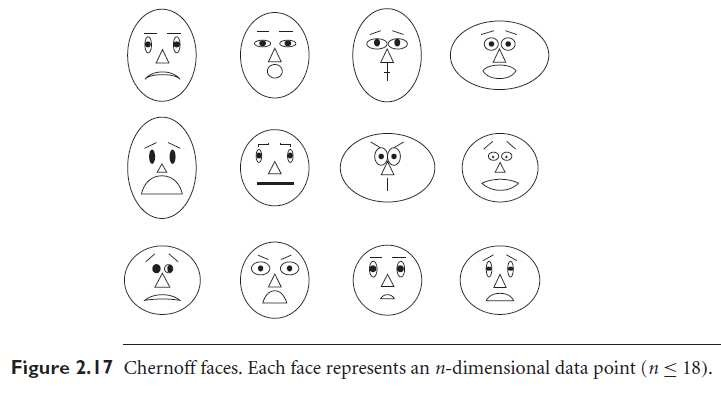 Figure 2.17 Chernoff faces. Each face represents an n-dimensional data point (n ≤ 18).